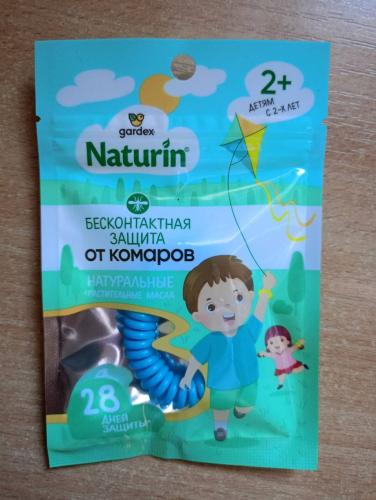 2+
ДЕТЯМ
С 2-Х ЛЕТ
gardex
Naturin®
БЕСКОНТАКТНАЯ
ЗАЩИТА
ОТ КОМАРОВ
НАТУРАЛЬНЫЕ
РАСТИТЕЛЬНЫЕ МАСЛА
28
ДНЕЙ
ЗАЩИТЫ